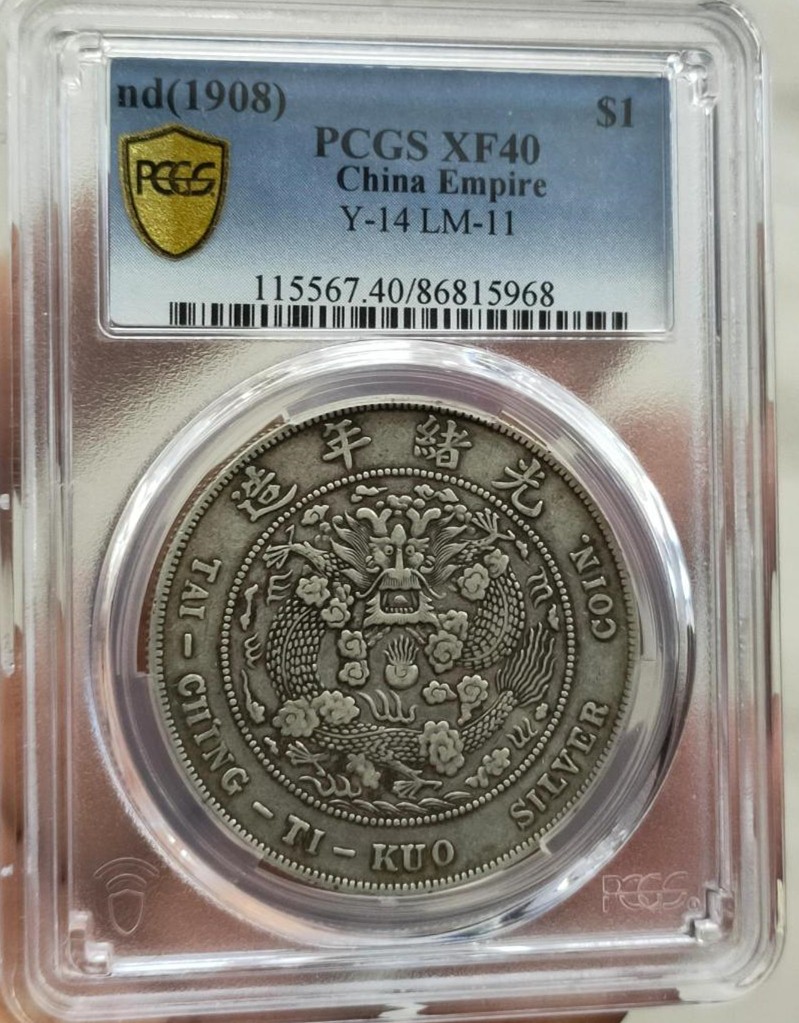 nd(1908)
$1
PCGS XF40
China Empire
Y-14 LM-11
PCGS
115567.40/86815968
造年緒光
TAI-CHING-TI-KUO SILVER COIN.
PCGS